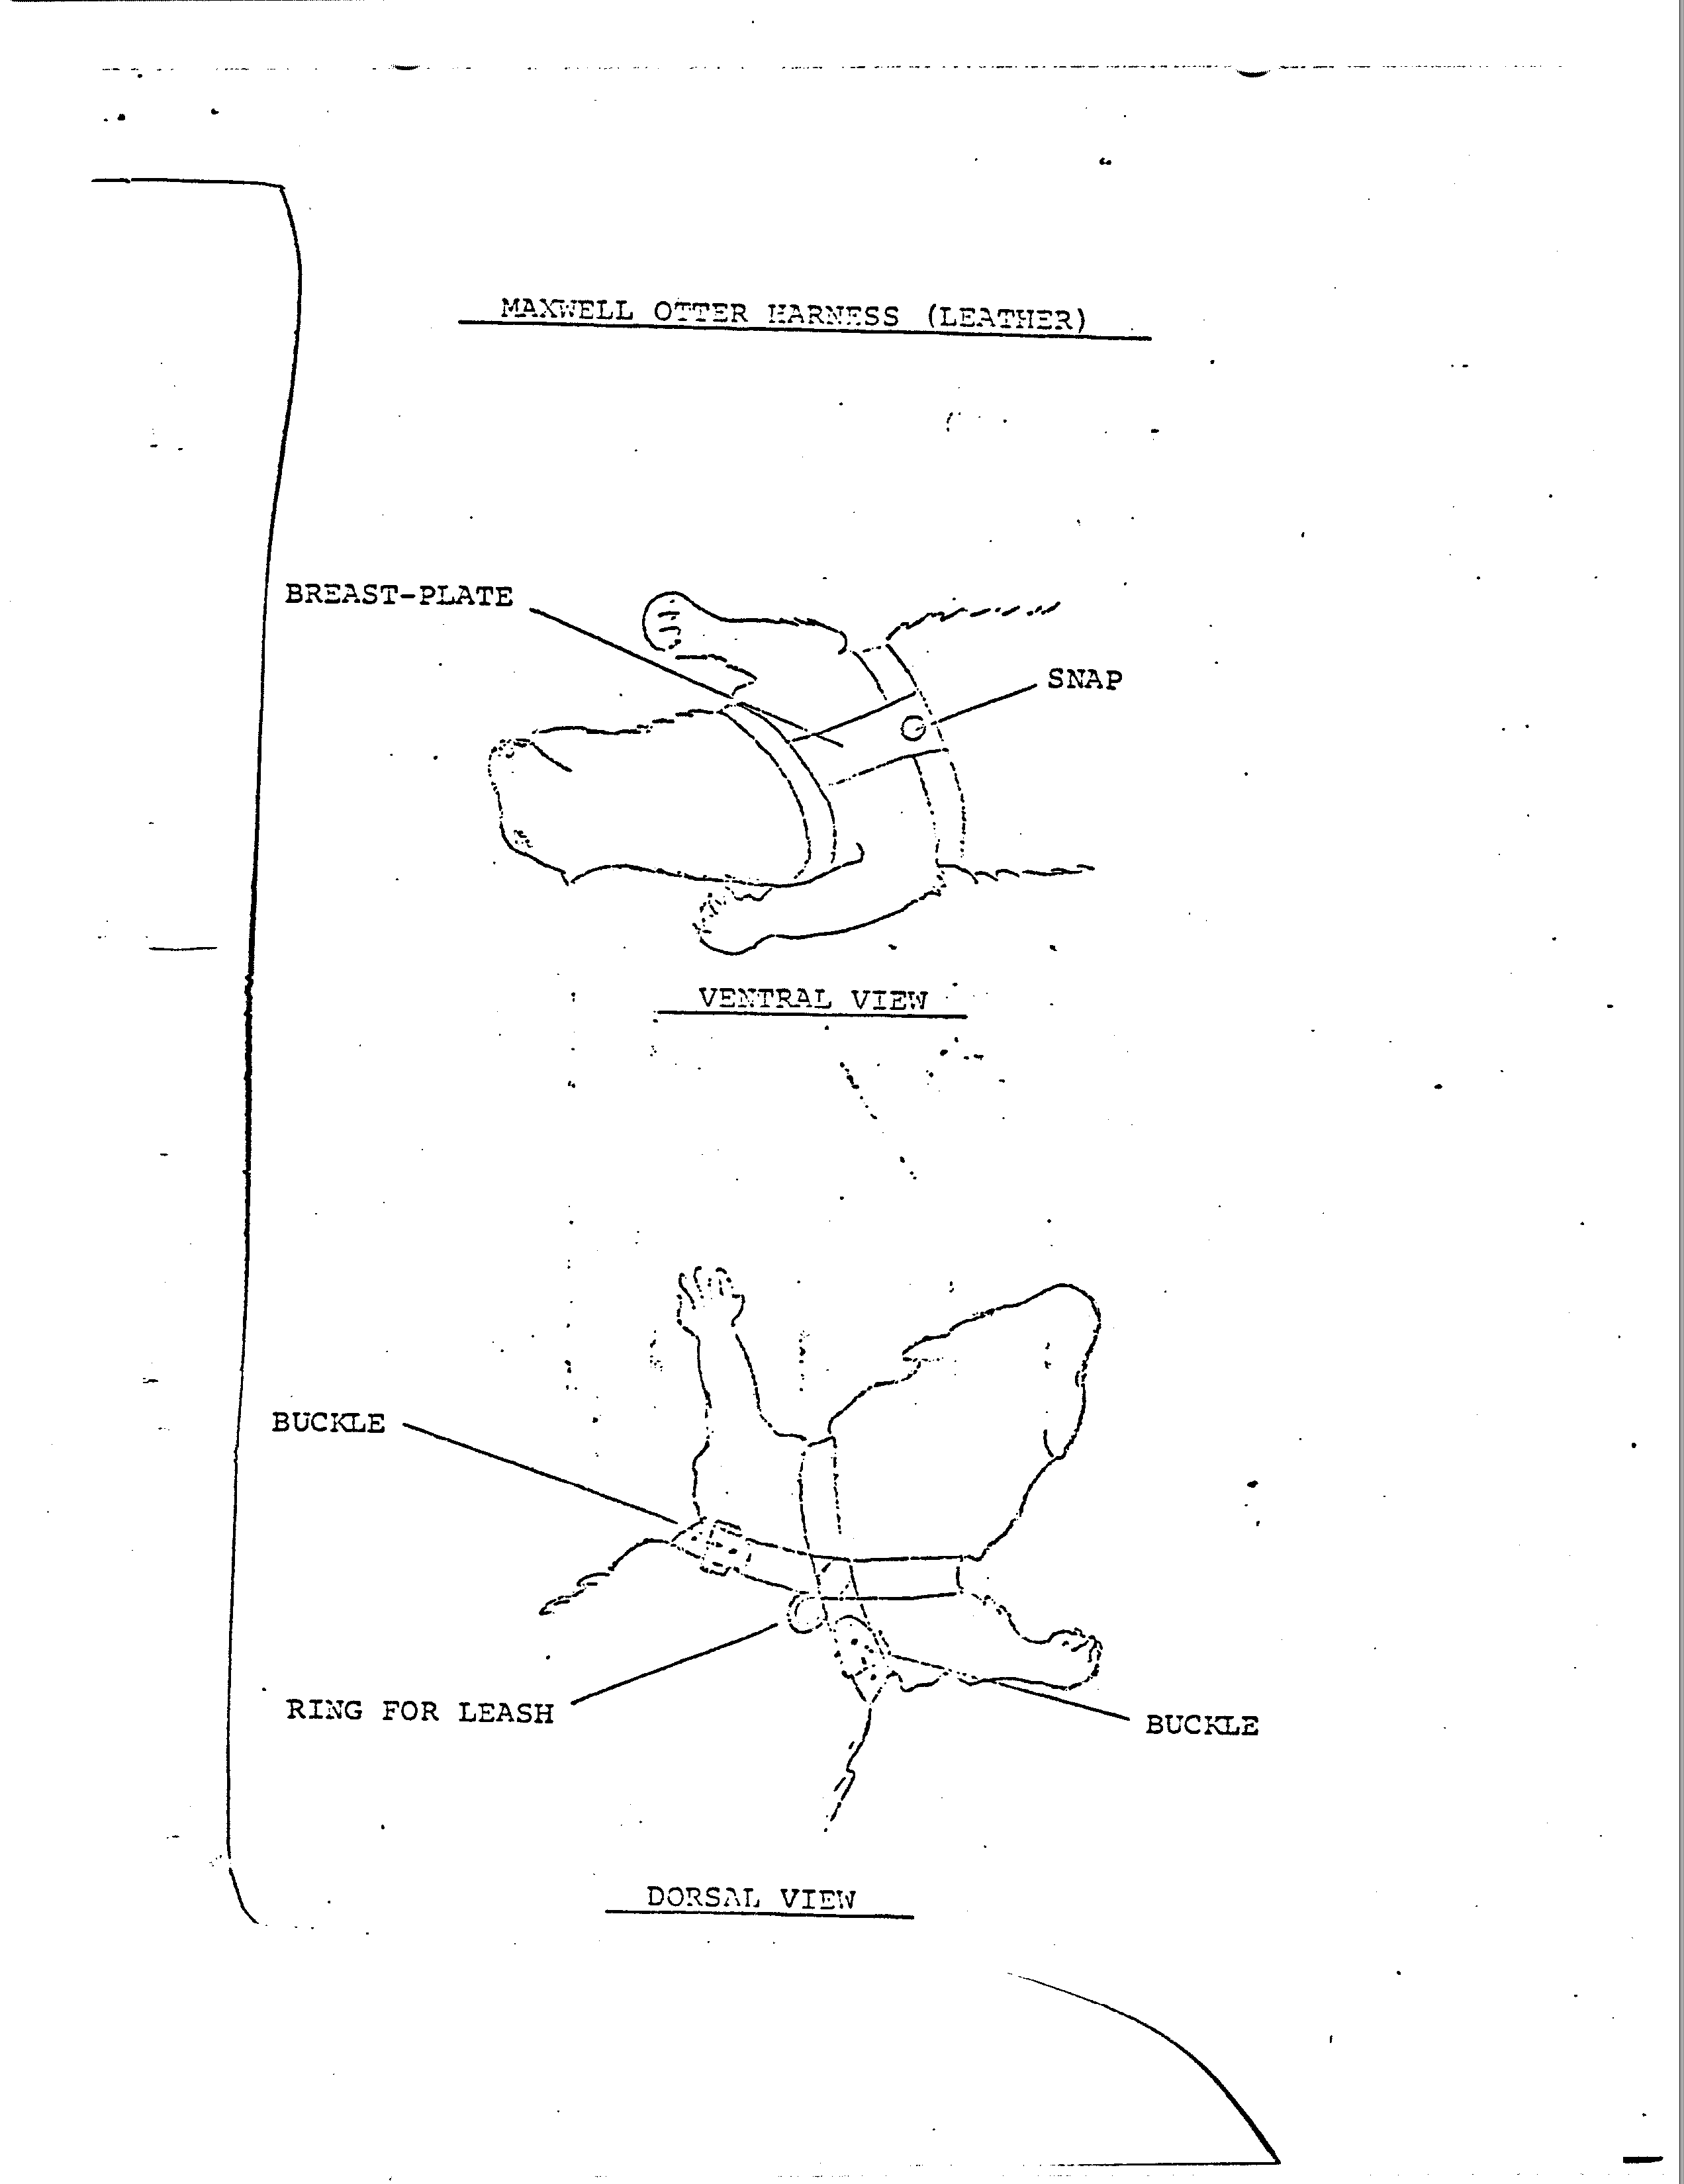 MAXWELL OTTER HARNESS (LEATHER)
BREAST-PLATE
SNAP
VENTRAL VIEW
BUCKLE
RING FOR LEASH
BUCKLE
DORSAL VIEW